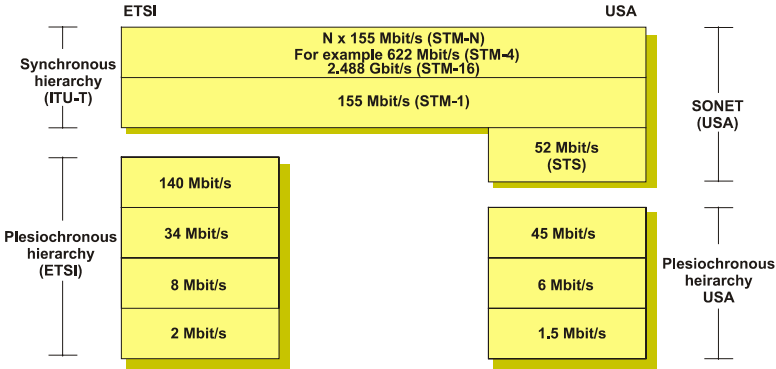 ETSI
USA
N x 155 Mbit/s (STM-N)
For example 622 Mbit/s (STM-4)
2.488 Gbit/s (STM-16)
Synchronous
hierarchy
(ITU-T)
155 Mbit/s (STM-1)
SONET
(USA)
52 Mbit/s
(STS)
140 Mbit/s
Plesiochronous
hierarchy
(ETSI)
34 Mbit/s
45 Mbit/s
8 Mbit/s
6 Mbit/s
Plesiochronous
heirarchy
USA
2 Mbit/s
1.5 Mbit/s